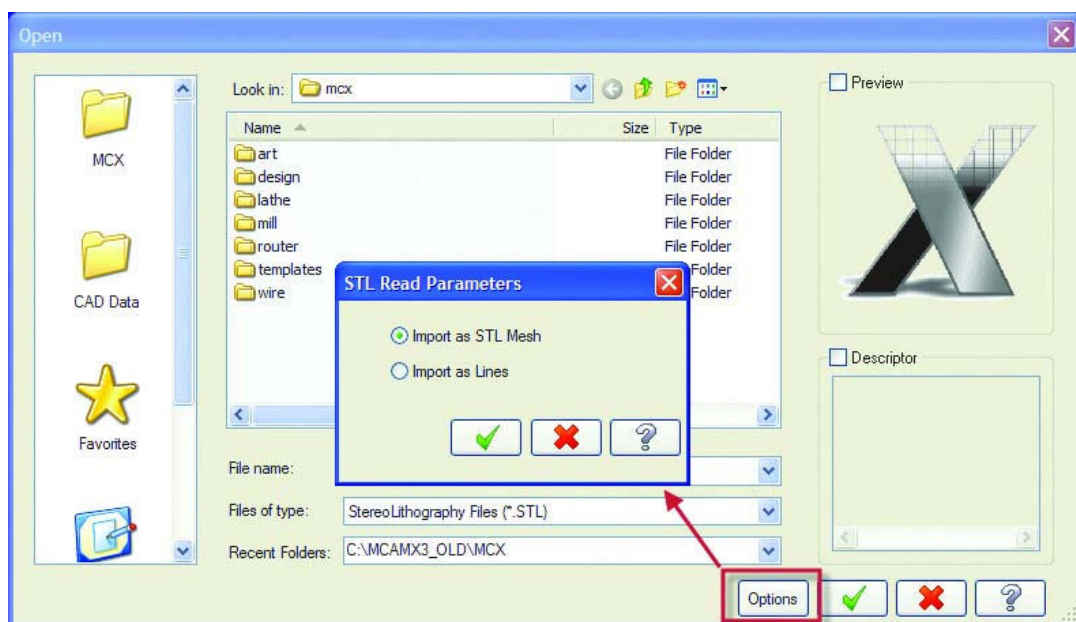 Open
MCX
CAD Data
Favorites
Look in: mcx
Name Size Type
art File Folder
design File Folder
lathe File Folder
mill File Folder
router File Folder
templates Folder
wire Folder
STL Read Parameters
Import as STL Mesh
Import as Lines
File name:
Files of type: StereoLithography Files (*.STL)
Recent Folders: C:\MCAMX3_OLD\MCX
Preview
Descriptor
Options